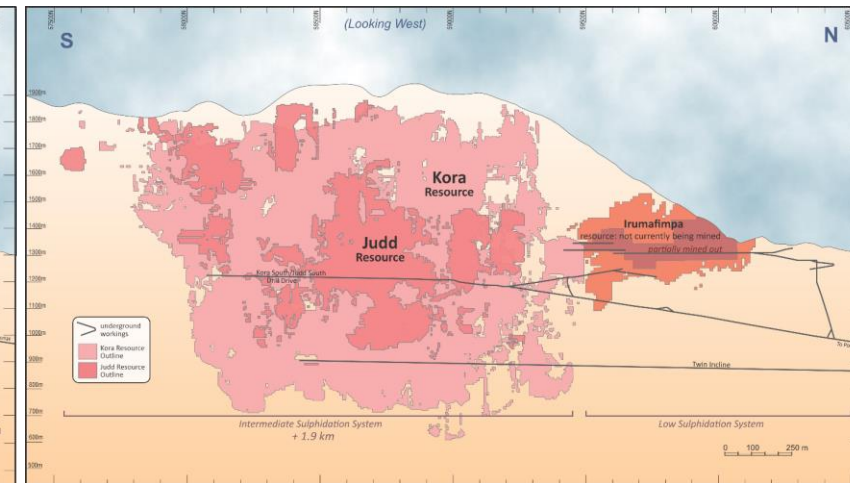 S
(Looking West)
N
58500N
59000N
1900m
1800m
1700m
1600m
1500m
1400m
1300m
1200m
1100m
1000m
900m
800m
700m
600m
500m
Kora
Resource
Judd
Resource
Irumafimpa
resource: not currently being mined
partially mined out
Kora South/Judd South
Drill Drive
underground
workings
Kora Resource
Outline
Judd Resource
Outline
Twin Incline
Intermediate Sulphidation System
+ 1.9 km
Low Sulphidation System
0 100 250 m